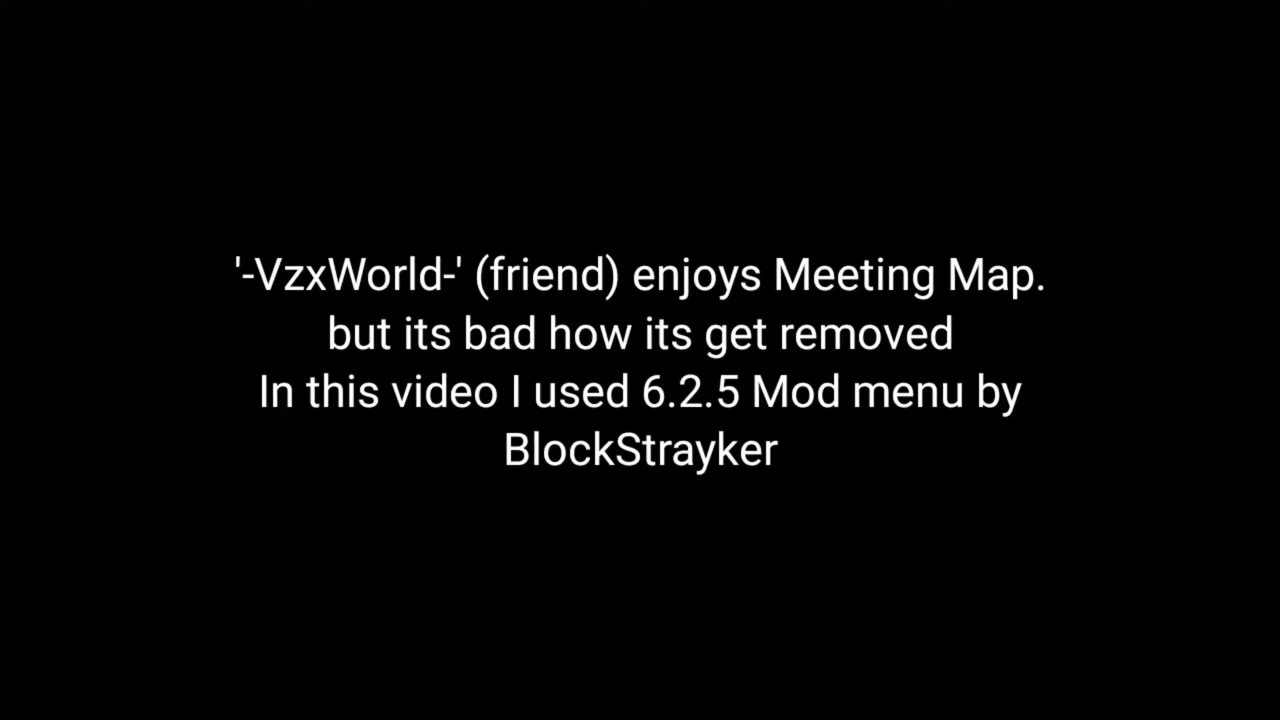 '-VzxWorld-' (friend) enjoys Meeting Map.
but its bad how its get removed
In this video I used 6.2.5 Mod menu by
BlockStrayker